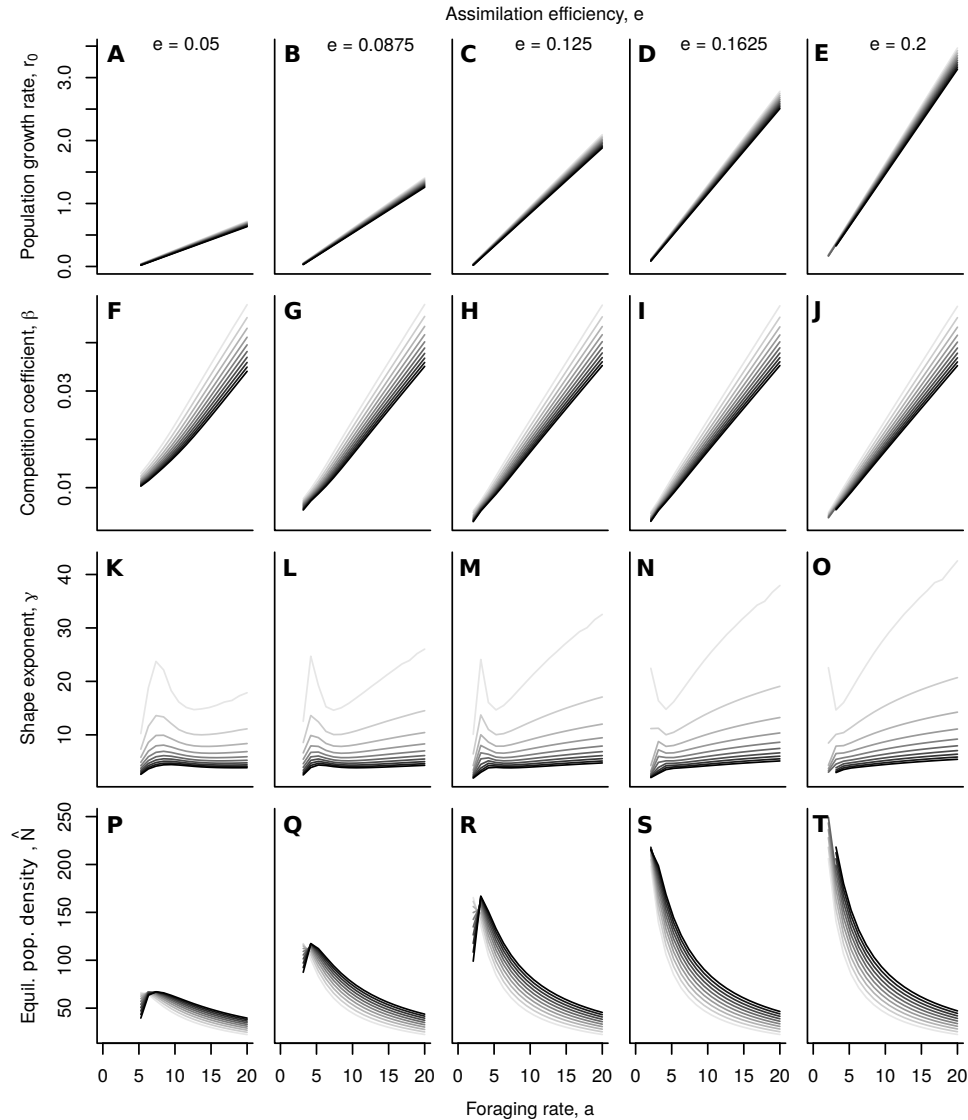 Assimilation efficiency, e
A e = 0.05 B e = 0.0875 C e = 0.125 D e = 0.1625 E e = 0.2
Population growth rate, r₀
0.0 1.0 2.0 3.0
F G H I J
Competition coefficient, β
0.01 0.03
K L M N O
Shape exponent, γ
10 20 30 40
P Q R S T
Equil. pop. density , N̂
50 100 150 200 250
0 5 10 15 20 0 5 10 15 20 0 5 10 15 20 0 5 10 15 20 0 5 10 15 20
Foraging rate, a